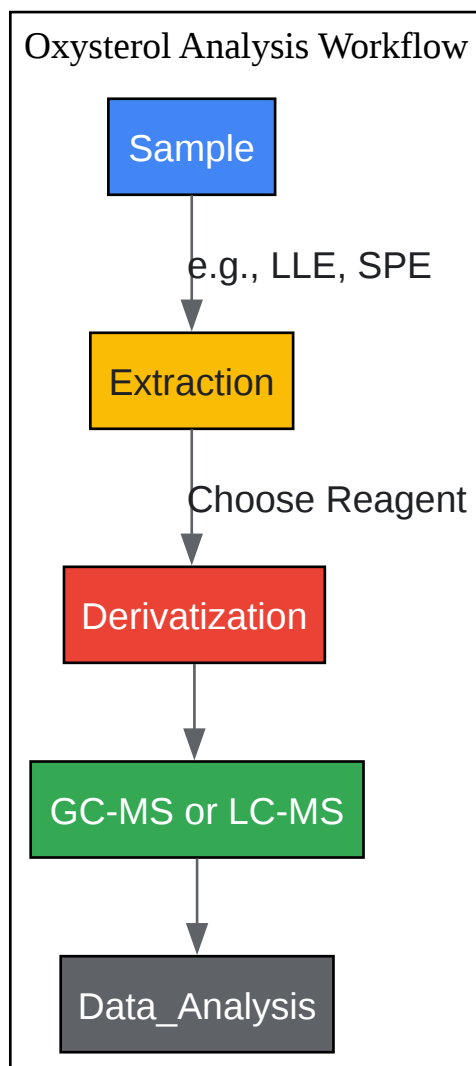 Oxysterol Analysis Workflow
Sample
e.g., LLE, SPE
Extraction
Choose Reagent
Derivatization
GC-MS or LC-MS
Data_Analysis